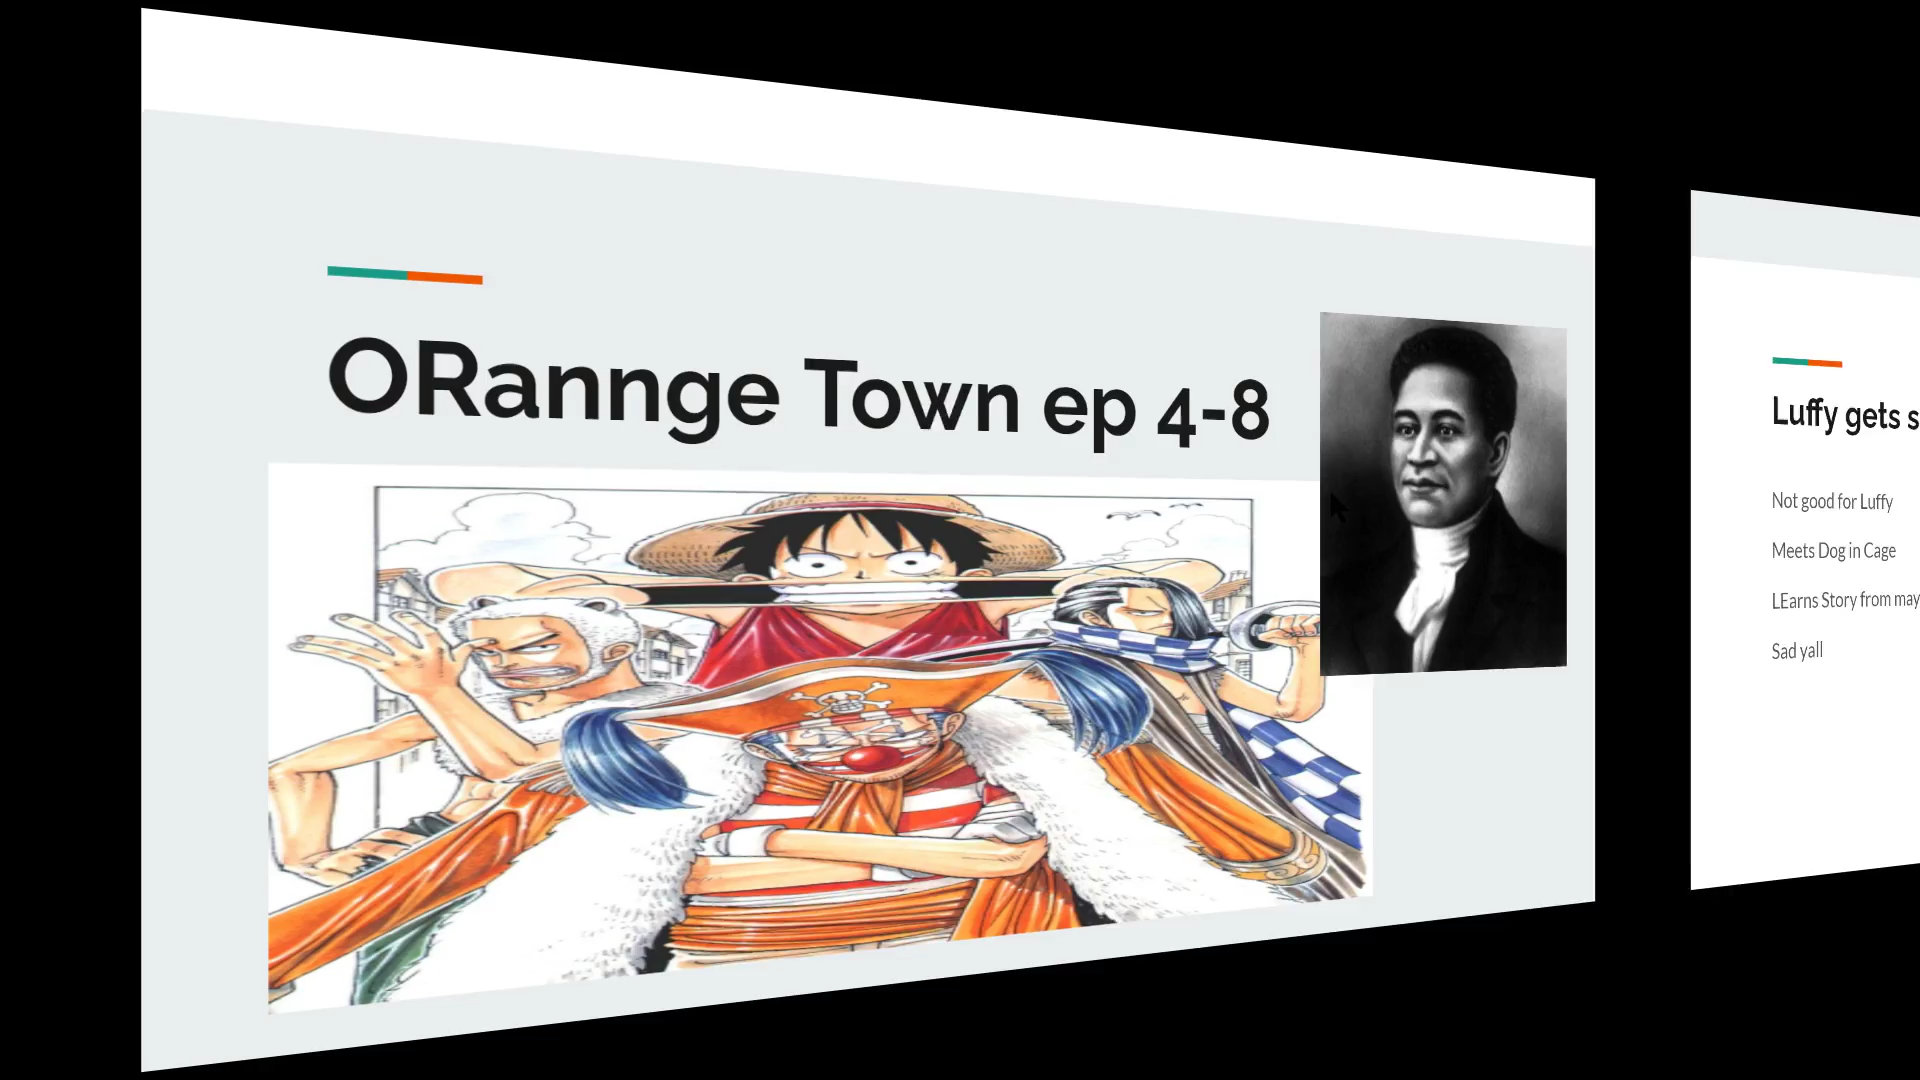 ORannge Town ep 4-8
Luffy gets s
Not good for Luffy
Meets Dog in Cage
LEarns Story from may
Sad yall